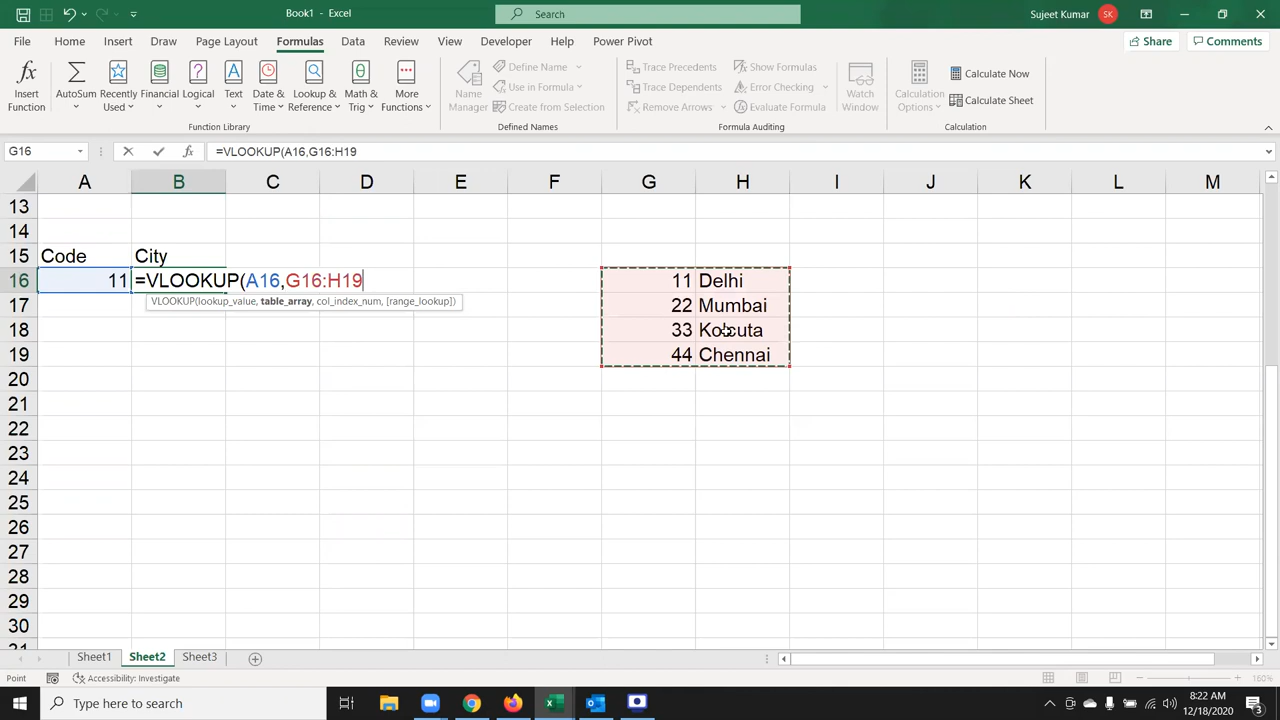 Book1 - Excel
Search
Sujeet Kumar
SK
File Home Insert Draw Page Layout Formulas Data Review View Developer Help Power Pivot
Share Comments
Insert Function
AutoSum
Recently Used
Financial
Logical
Text
Date & Time
Lookup & Reference
Math & Trig
More Functions
Function Library
Name Manager
Define Name
Use in Formula
Create from Selection
Defined Names
Trace Precedents
Trace Dependents
Remove Arrows
Show Formulas
Error Checking
Evaluate Formula
Formula Auditing
Watch Window
Calculation Options
Calculate Now
Calculate Sheet
Calculation
G16
fx
=VLOOKUP(A16,G16:H19
A B C D E F G H I J K L M
13
14
15 Code City
16 11 =VLOOKUP(A16,G16:H19 11 Delhi
VLOOKUP(lookup_value, table_array, col_index_num, [range_lookup])
17 22 Mumbai
18 33 Kolcuta
19 44 Chennai
20
21
22
23
24
25
26
27
28
29
30
Sheet1 Sheet2 Sheet3
Point
Accessibility: Investigate
160%
Type here to search
8:22 AM
12/18/2020
3